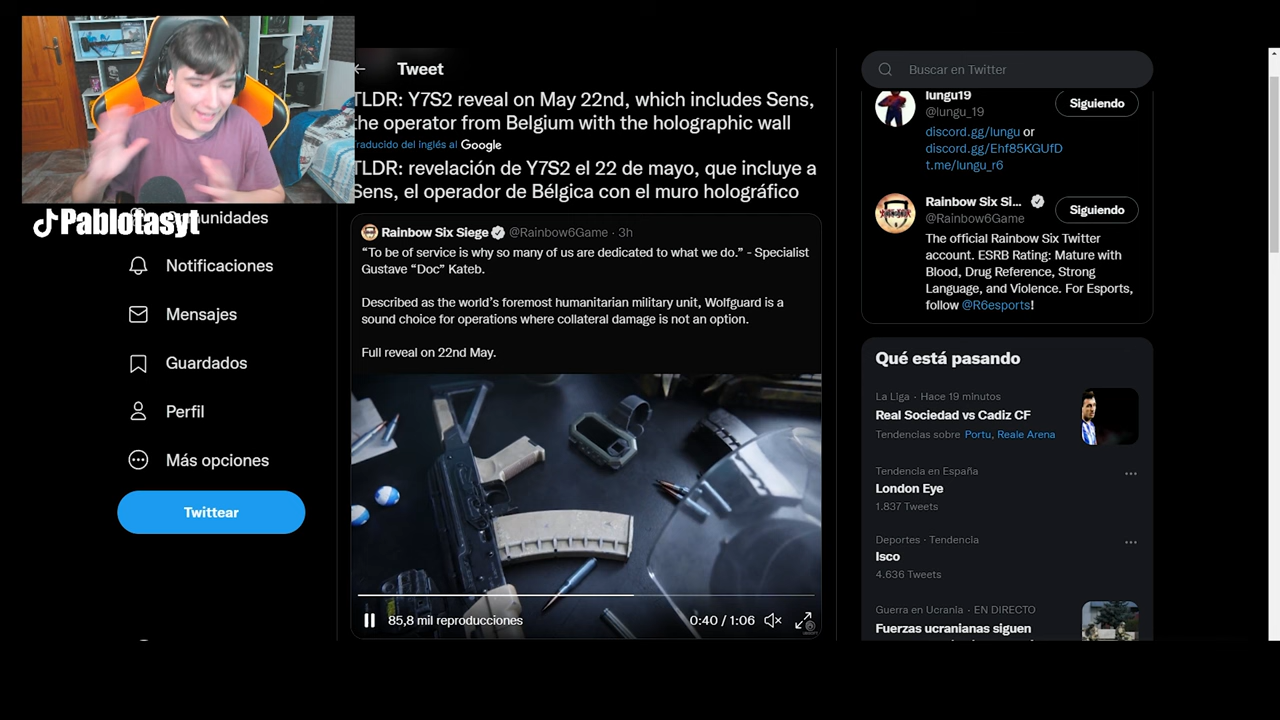 Tweet
TLDR: Y7S2 reveal on May 22nd, which includes Sens,
the operator from Belgium with the holographic wall
Traducido del inglés al Google
TLDR: revelación de Y7S2 el 22 de mayo, que incluye a
Sens, el operador de Bélgica con el muro holográfico
Rainbow Six Siege @Rainbow6Game · 3h
“To be of service is why so many of us are dedicated to what we do.” - Specialist
Gustave “Doc” Kateb.
Described as the world’s foremost humanitarian military unit, Wolfguard is a
sound choice for operations where collateral damage is not an option.
Full reveal on 22nd May.
85,8 mil reproducciones
0:40 / 1:06
Pablotasyt
Notificaciones
Mensajes
Guardados
Perfil
Más opciones
Twittear
Buscar en Twitter
lungu19
@lungu_19
Siguiendo
discord.gg/lungu or
discord.gg/Ehf85KGUfD
t.me/lungu_r6
Rainbow Six Si...
@Rainbow6Game
Siguiendo
The official Rainbow Six Twitter
account. ESRB Rating: Mature with
Blood, Drug Reference, Strong
Language, and Violence. For Esports,
follow @R6esports!
Qué está pasando
La Liga · Hace 19 minutos
Real Sociedad vs Cadiz CF
Tendencias sobre Portu, Reale Arena
Tendencia en España
London Eye
1.837 Tweets
Deportes · Tendencia
Isco
4.636 Tweets
Guerra en Ucrania · EN DIRECTO
Fuerzas ucranianas siguen